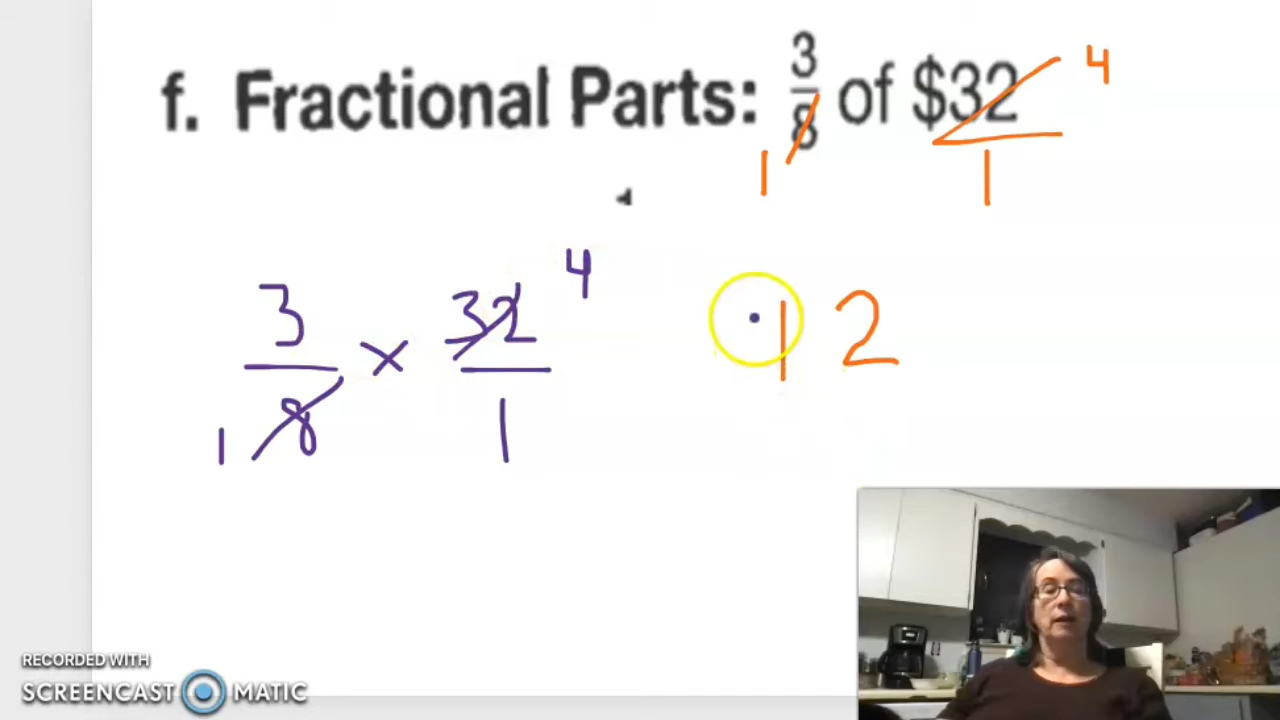 f. Fractional Parts: 3/8 of $32 4
1 1
3/8 × 32/1 4 12
1
RECORDED WITH
SCREENCAST MATIC